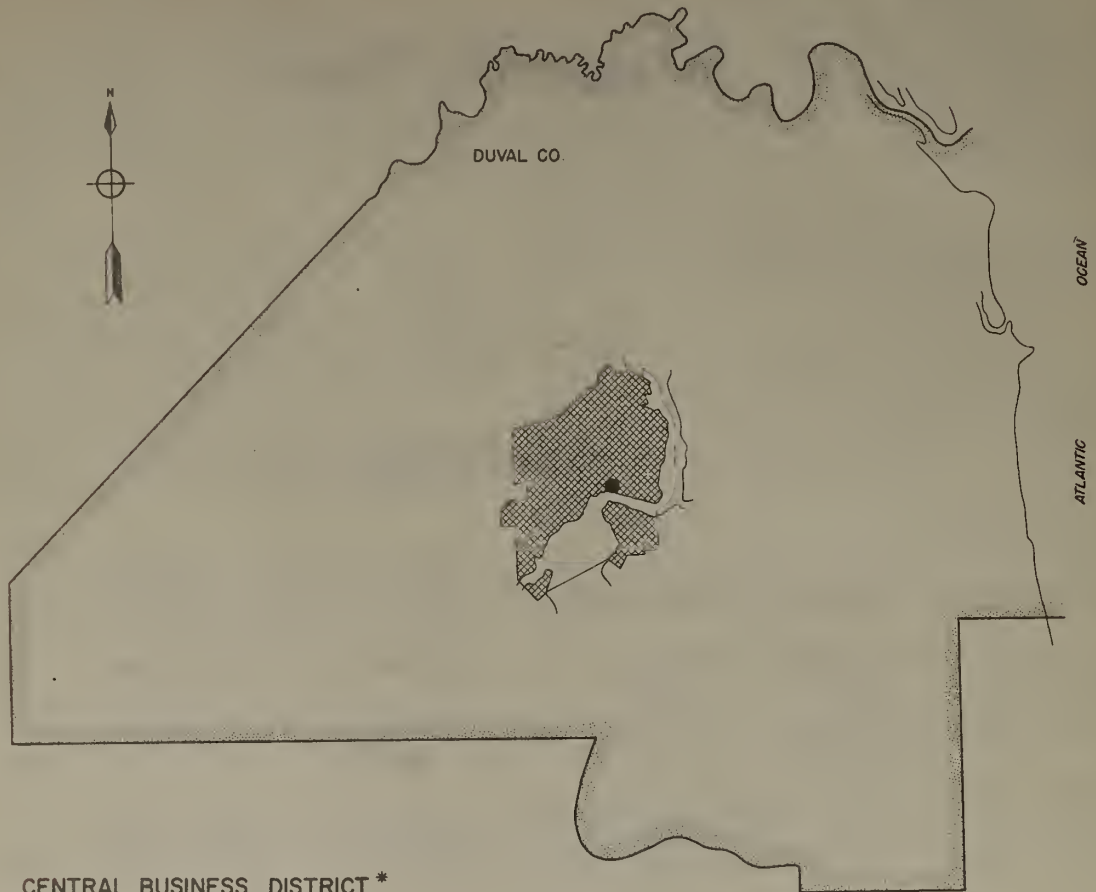 N
DUVAL CO.
OCEAN
ATLANTIC
CENTRAL BUSINESS DISTRICT *